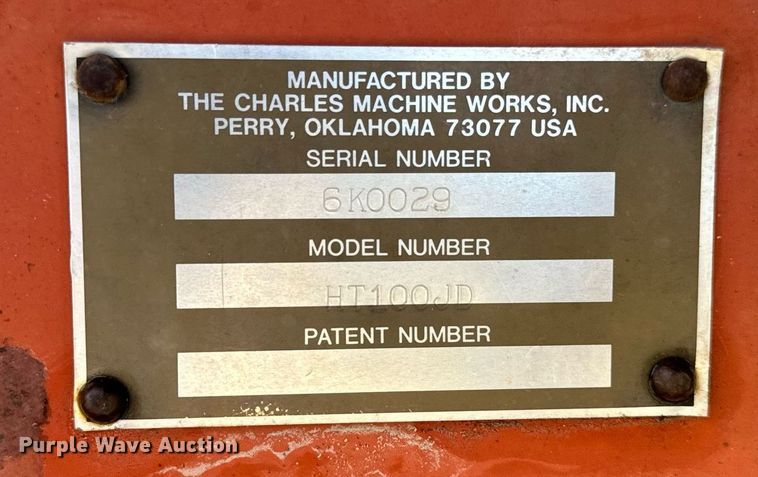 MANUFACTURED BY
THE CHARLES MACHINE WORKS, INC.
PERRY, OKLAHOMA 73077 USA
SERIAL NUMBER
6K0029
MODEL NUMBER
HT100JD
PATENT NUMBER
Purple Wave Auction